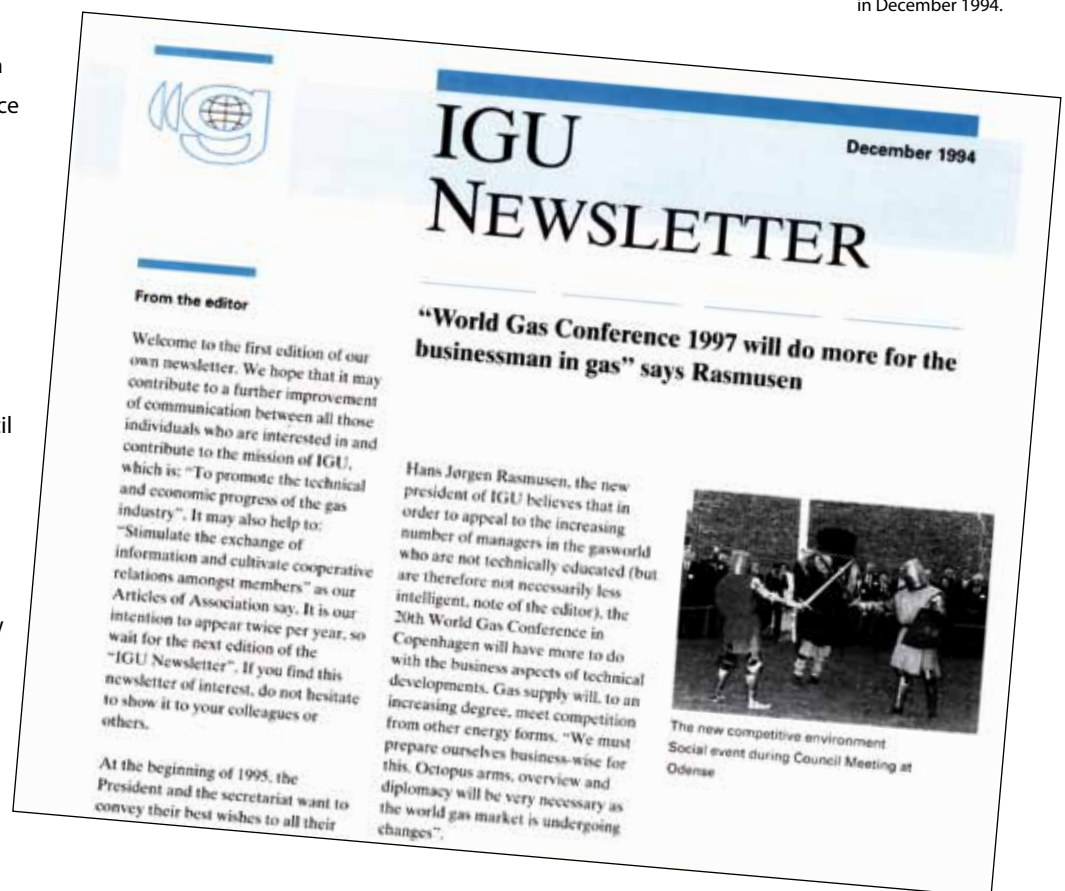 in December 1994.
ce
il
IGU
NEWSLETTER
December 1994
From the editor
Welcome to the first edition of our
own newsletter. We hope that it may
contribute to a further improvement
of communication between all those
individuals who are interested in and
contribute to the mission of IGU,
which is: “To promote the technical
and economic progress of the gas
industry”. It may also help to:
“Stimulate the exchange of
information and cultivate cooperative
relations amongst members” as our
Articles of Association say. It is our
intention to appear twice per year, so
wait for the next edition of the
“IGU Newsletter”. If you find this
newsletter of interest, do not hesitate
to show it to your colleagues or
others.
At the beginning of 1995, the
President and the secretariat want to
convey their best wishes to all their
“World Gas Conference 1997 will do more for the
businessman in gas” says Rasmusen
Hans Jørgen Rasmusen, the new
president of IGU believes that in
order to appeal to the increasing
number of managers in the gasworld
who are not technically educated (but
are therefore not necessarily less
intelligent, note of the editor), the
20th World Gas Conference in
Copenhagen will have more to do
with the business aspects of technical
developments. Gas supply will, to an
increasing degree, meet competition
from other energy forms. “We must
prepare ourselves business-wise for
this. Octopus arms, overview and
diplomacy will be very necessary as
the world gas market is undergoing
changes”.
The new competitive environment
Social event during Council Meeting at
Odense